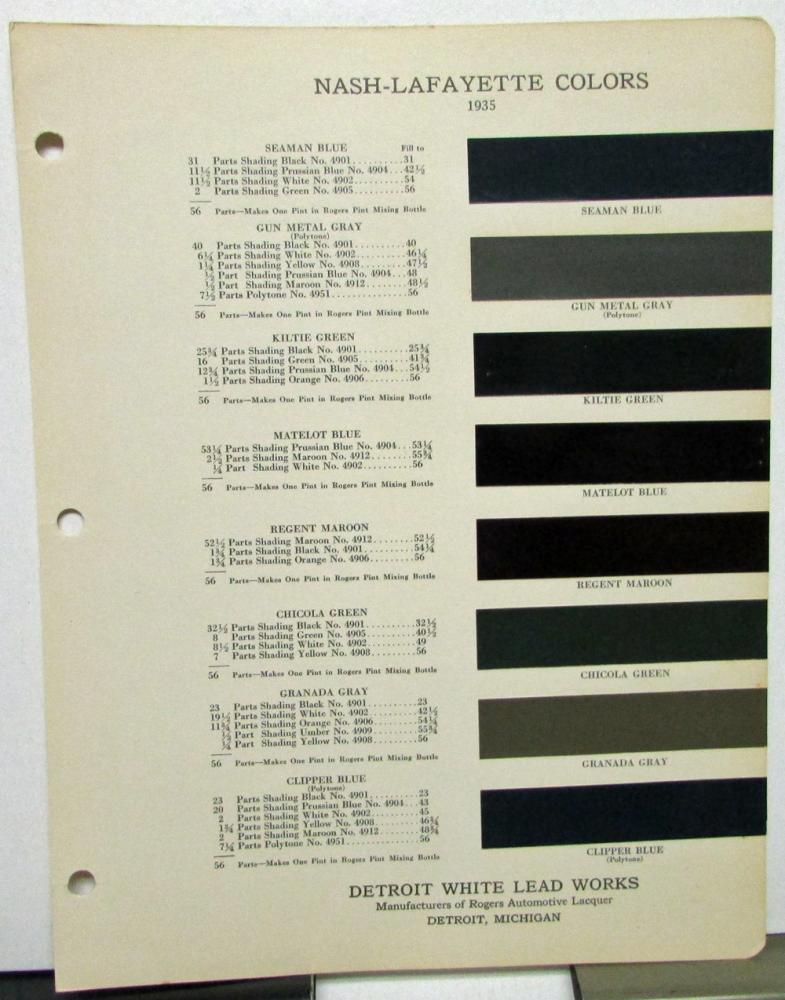 NASH-LAFAYETTE COLORS
1935
SEAMAN BLUE Fill to
31 Parts Shading Black No. 4901..........31
11½ Parts Shading Prussian Blue No. 4904...42½
11½ Parts Shading White No. 4902..........54
2 Parts Shading Green No. 4905..........56
56 Parts—Makes One Pint in Rogers Pint Mixing Bottle
SEAMAN BLUE
GUN METAL GRAY
(Polytone)
40 Parts Shading Black No. 4901..........40
6¼ Parts Shading White No. 4902..........46¼
1¼ Parts Shading Yellow No. 4908.........47½
½ Part Shading Prussian Blue No. 4904...48
½ Part Shading Maroon No. 4912........48½
7½ Parts Polytone No. 4951...............56
56 Parts—Makes One Pint in Rogers Pint Mixing Bottle
GUN METAL GRAY
(Polytone)
KILTIE GREEN
25¾ Parts Shading Black No. 4901..........25¾
16 Parts Shading Green No. 4905..........41¾
12¾ Parts Shading Prussian Blue No. 4904...54½
1½ Parts Shading Orange No. 4906.........56
56 Parts—Makes One Pint in Rogers Pint Mixing Bottle
KILTIE GREEN
MATELOT BLUE
53¼ Parts Shading Prussian Blue No. 4904...53¼
2½ Parts Shading Maroon No. 4912........55¾
¼ Part Shading White No. 4902..........56
56 Parts—Makes One Pint in Rogers Pint Mixing Bottle
MATELOT BLUE
REGENT MAROON
52½ Parts Shading Maroon No. 4912........52½
1¾ Parts Shading Black No. 4901..........54¼
1¾ Parts Shading Orange No. 4906.........56
56 Parts—Makes One Pint in Rogers Pint Mixing Bottle
REGENT MAROON
CHICOLA GREEN
32½ Parts Shading Black No. 4901..........32½
8 Parts Shading Green No. 4905..........40½
8½ Parts Shading White No. 4902..........49
7 Parts Shading Yellow No. 4908.........56
56 Parts—Makes One Pint in Rogers Pint Mixing Bottle
CHICOLA GREEN
GRANADA GRAY
23 Parts Shading Black No. 4901..........23
19½ Parts Shading White No. 4902..........42½
11¾ Parts Shading Orange No. 4906.........54¼
Part Shading Umber No. 4909.........55¾
¼ Part Shading Yellow No. 4908.........56
56 Parts—Makes One Pint in Rogers Pint Mixing Bottle
GRANADA GRAY
CLIPPER BLUE
(Polytone)
23 Parts Shading Black No. 4901..........23
20 Parts Shading Prussian Blue No. 4904...43
2 Parts Shading White No. 4902..........45
1¾ Parts Shading Yellow No. 4908.........46¾
2 Parts Shading Maroon No. 4912........48¾
7¼ Parts Polytone No. 4951...............56
56 Parts—Makes One Pint in Rogers Pint Mixing Bottle
CLIPPER BLUE
(Polytone)
DETROIT WHITE LEAD WORKS
Manufacturers of Rogers Automotive Lacquer
DETROIT, MICHIGAN